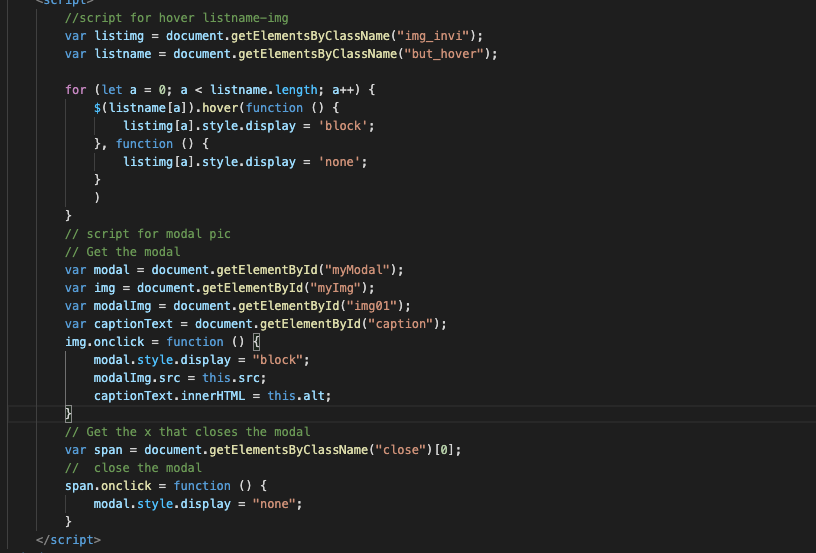 <script>
//script for hover listname-img
var listimg = document.getElementsByClassName("img_invi");
var listname = document.getElementsByClassName("but_hover");
for (let a = 0; a < listname.length; a++) {
$(listname[a]).hover(function () {
listimg[a].style.display = 'block';
}, function () {
listimg[a].style.display = 'none';
}
)
}
// script for modal pic
// Get the modal
var modal = document.getElementById("myModal");
var img = document.getElementById("myImg");
var modalImg = document.getElementById("img01");
var captionText = document.getElementById("caption");
img.onclick = function () {
modal.style.display = "block";
modalImg.src = this.src;
captionText.innerHTML = this.alt;
}
// Get the x that closes the modal
var span = document.getElementsByClassName("close")[0];
//  close the modal
span.onclick = function () {
modal.style.display = "none";
}
</script>